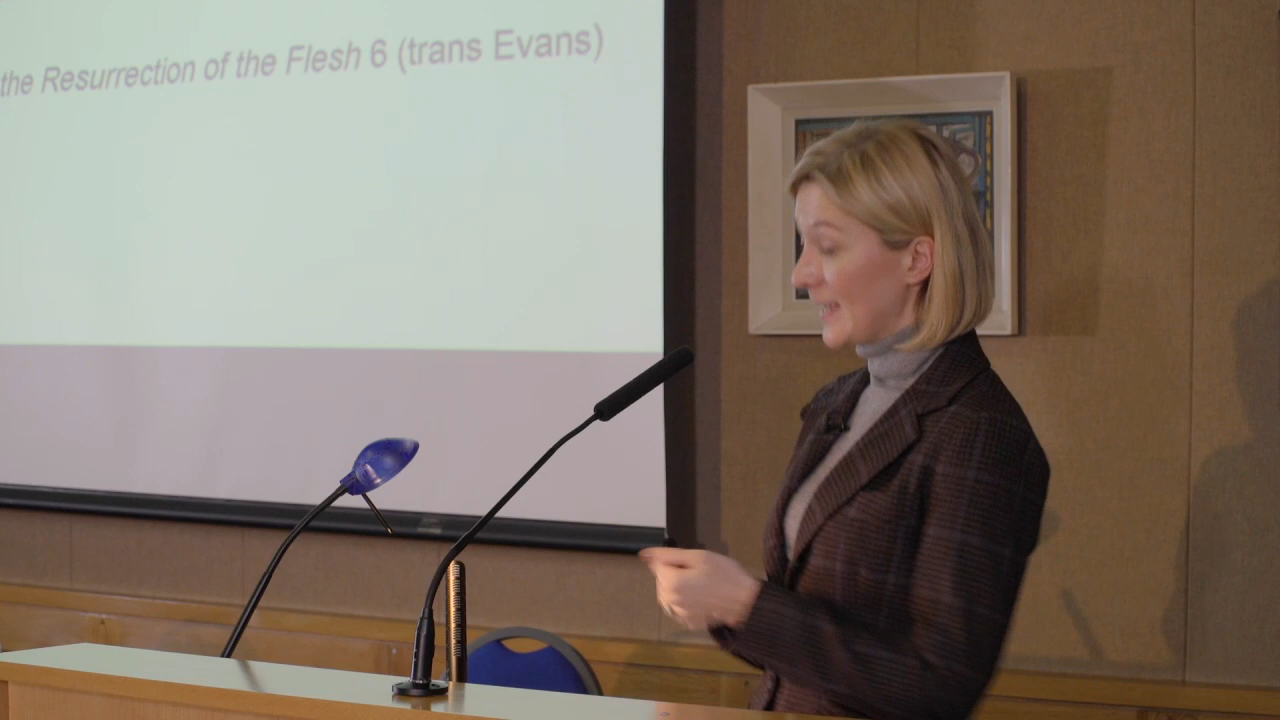 the Resurrection of the Flesh 6 (trans Evans)